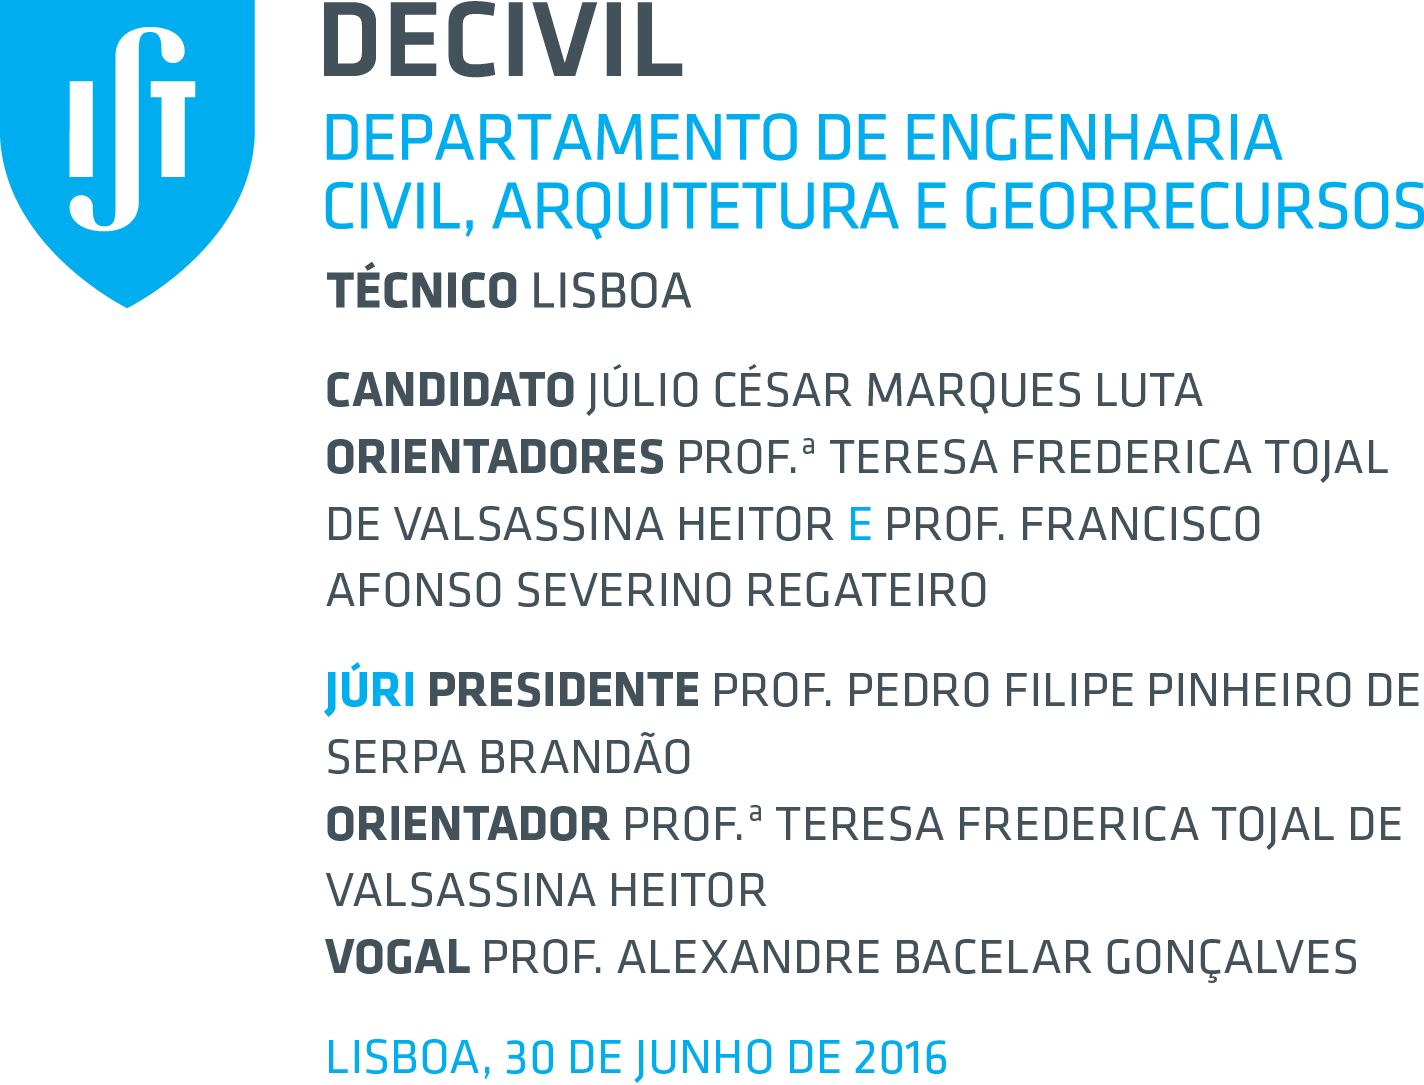 IST
DECIVIL
DEPARTAMENTO DE ENGENHARIA
CIVIL, ARQUITETURA E GEORRECURSOS
TÉCNICO LISBOA
CANDIDATO JÚLIO CÉSAR MARQUES LUTA
ORIENTADORES PROF.ª TERESA FREDERICA TOJAL
DE VALSASSINA HEITOR E PROF. FRANCISCO
AFONSO SEVERINO REGATEIRO
JÚRI PRESIDENTE PROF. PEDRO FILIPE PINHEIRO DE
SERPA BRANDÃO
ORIENTADOR PROF.ª TERESA FREDERICA TOJAL DE
VALSASSINA HEITOR
VOGAL PROF. ALEXANDRE BACELAR GONÇALVES
LISBOA, 30 DE JUNHO DE 2016